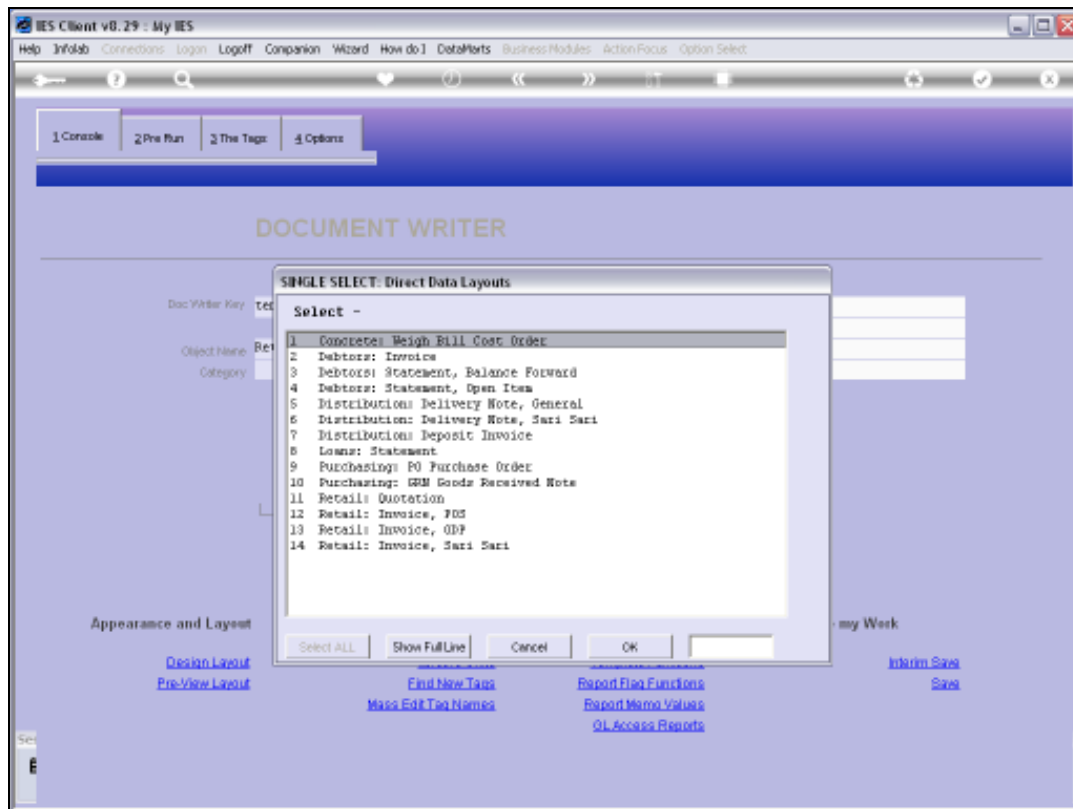 IES Client v8.29 : My IES
Help Infolab Connections Logon Logoff Companion Wizard How do I DataMarts Business Modules Action Focus Option Select
1 Console 2 Pre Run 3 The Tags 4 Options
DOCUMENT WRITER
SINGLE SELECT: Direct Data Layouts
Doc Writer Key
Select -
Object Name
Category
1 Concrete: Weigh Bill Cost Order
2 Debtors: Invoice
3 Debtors: Statement, Balance Forward
4 Debtors: Statement, Open Item
5 Distribution: Delivery Note, General
6 Distribution: Delivery Note, Sari Sari
7 Distribution: Deposit Invoice
8 Loans: Statement
9 Purchasing: PO Purchase Order
10 Purchasing: GRN Goods Received Note
11 Retail: Quotation
12 Retail: Invoice, POS
13 Retail: Invoice, ODP
14 Retail: Invoice, Sari Sari
Appearance and Layout my Work
Select ALL Show Full Line Cancel OK
Design Layout Interim Save
Pre-View Layout Find New Tags Report Flag Functions Save
Mass Edit Tag Names Report Memo Values
GL Access Reports